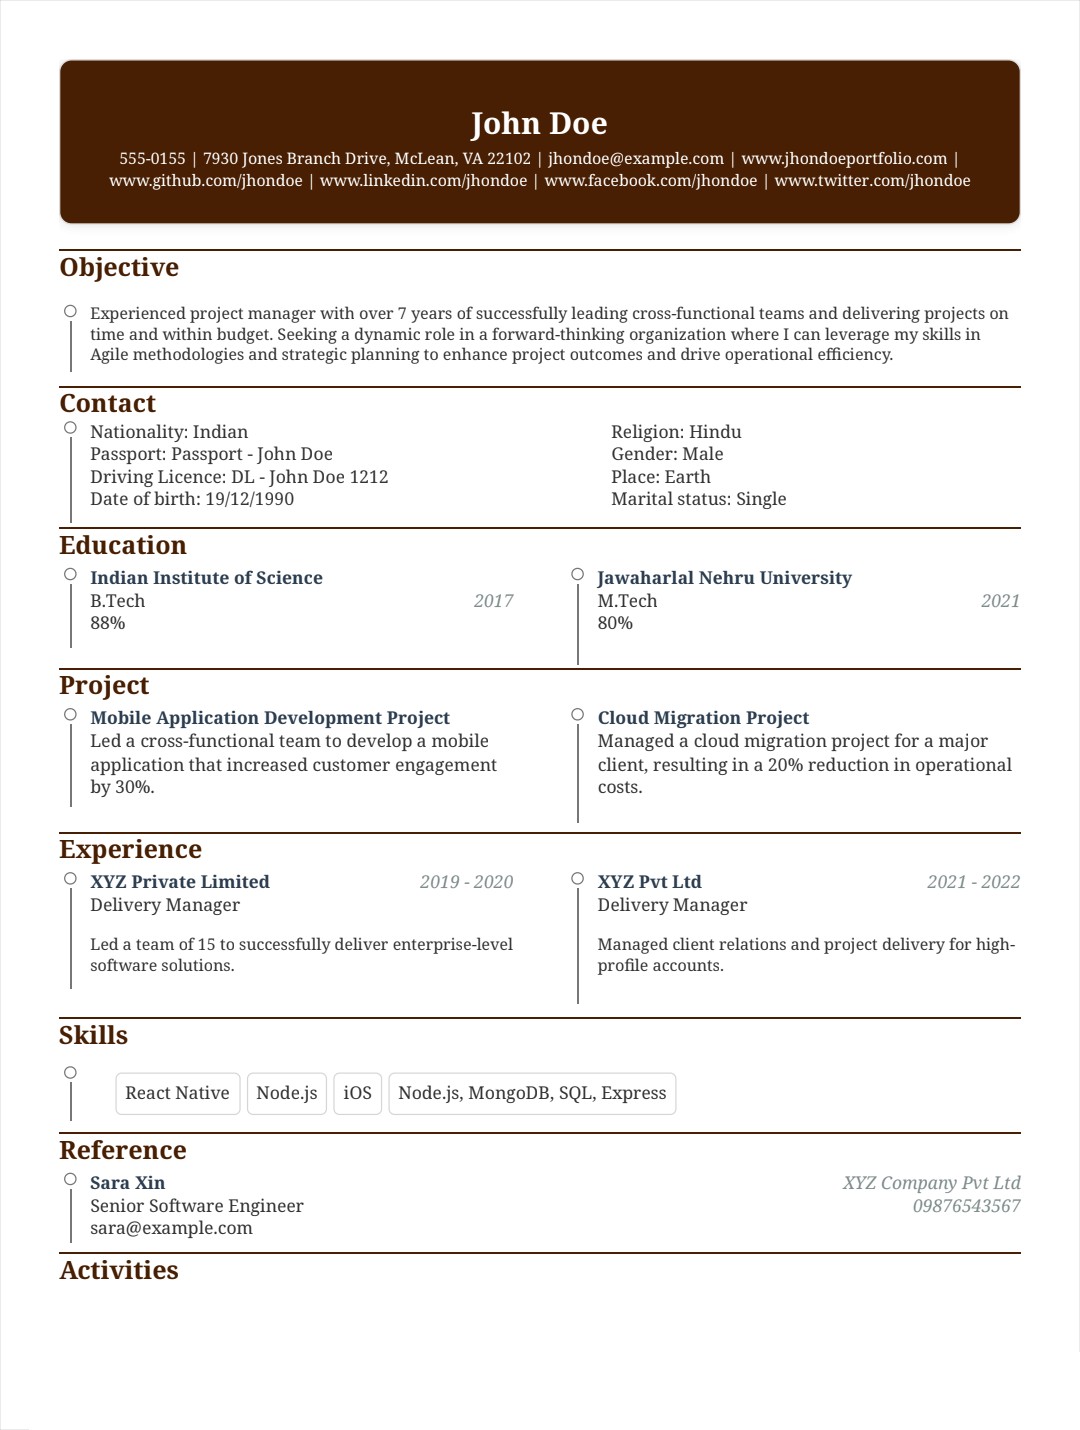 John Doe
555-0155 | 7930 Jones Branch Drive, McLean, VA 22102 | jhondoe@example.com | www.jhondoeportfolio.com |
www.github.com/jhondoe | www.linkedin.com/jhondoe | www.facebook.com/jhondoe | www.twitter.com/jhondoe
Objective
Experienced project manager with over 7 years of successfully leading cross-functional teams and delivering projects on
time and within budget. Seeking a dynamic role in a forward-thinking organization where I can leverage my skills in
Agile methodologies and strategic planning to enhance project outcomes and drive operational efficiency.
Contact
Nationality: Indian
Passport: Passport - John Doe
Driving Licence: DL - John Doe 1212
Date of birth: 19/12/1990
Religion: Hindu
Gender: Male
Place: Earth
Marital status: Single
Education
Indian Institute of Science
B.Tech 2017
88%
Jawaharlal Nehru University
M.Tech 2021
80%
Project
Mobile Application Development Project
Led a cross-functional team to develop a mobile
application that increased customer engagement
by 30%.
Cloud Migration Project
Managed a cloud migration project for a major
client, resulting in a 20% reduction in operational
costs.
Experience
XYZ Private Limited 2019 - 2020
Delivery Manager
Led a team of 15 to successfully deliver enterprise-level
software solutions.
XYZ Pvt Ltd 2021 - 2022
Delivery Manager
Managed client relations and project delivery for high-
profile accounts.
Skills
React Native Node.js iOS Node.js, MongoDB, SQL, Express
Reference
Sara Xin XYZ Company Pvt Ltd
Senior Software Engineer 09876543567
sara@example.com
Activities